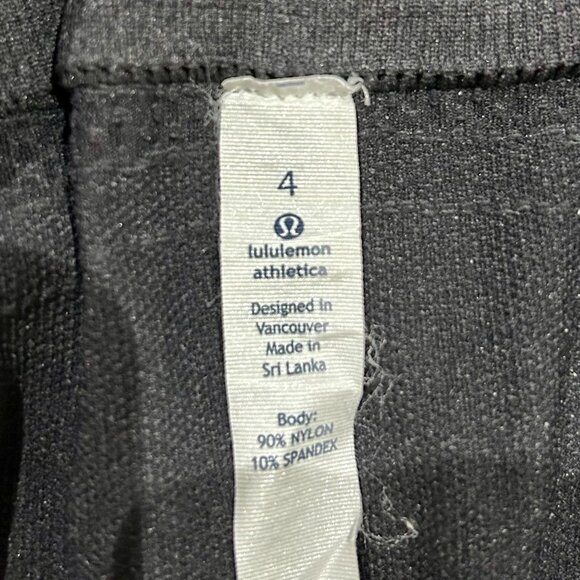 4
lululemon
athletica
Designed in
Vancouver
Made in
Sri Lanka
Body:
90% NYLON
10% SPANDEX